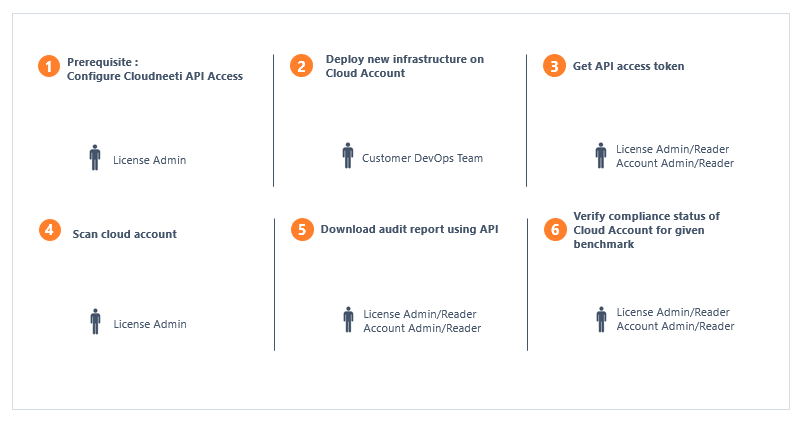 1
Prerequisite :
Configure Cloudneeti API Access
License Admin
2
Deploy new infrastructure on
Cloud Account
Customer DevOps Team
3
Get API access token
License Admin/Reader
Account Admin/Reader
4
Scan cloud account
License Admin
5
Download audit report using API
License Admin/Reader
Account Admin/Reader
6
Verify compliance status of
Cloud Account for given
benchmark
License Admin/Reader
Account Admin/Reader